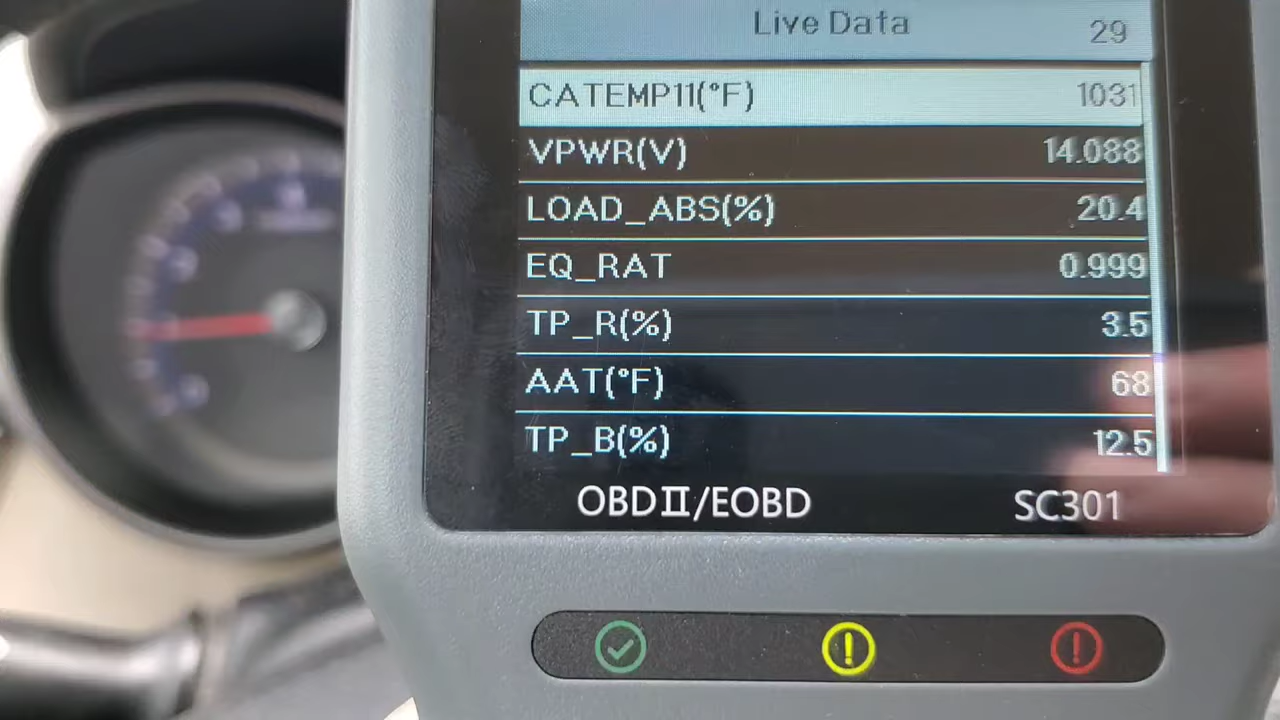 Live Data 29
CATEMP11(°F) 1031
VPWR(V) 14.088
LOAD_ABS(%) 20.4
EQ_RAT 0.999
TP_R(%) 3.5
AAT(°F) 68
TP_B(%) 12.5
OBDⅡ/EOBD SC301